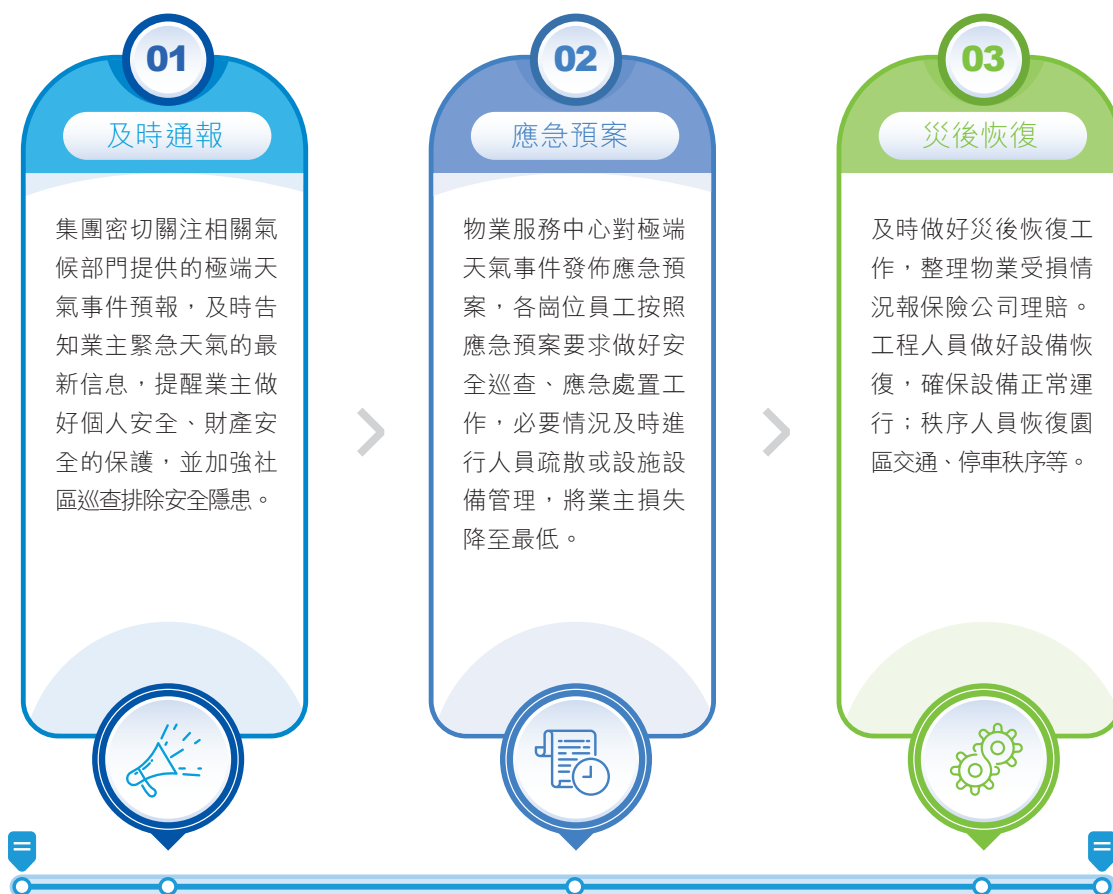 01
及時通報
集團密切關注相關氣
候部門提供的極端天
氣事件預報，及時告
知業主緊急天氣的最
新信息，提醒業主做
好個人安全、財產安
全的保護，並加強社
區巡查排除安全隱患。
02
應急預案
物業服務中心對極端
天氣事件發佈應急預
案，各崗位員工按照
應急預案要求做好安
全巡查、應急處置工
作，必要情況及時進
行人員疏散或設施設
備管理，將業主損失
降至最低。
03
災後恢復
及時做好災後恢復工
作，整理物業受損情
況報保險公司理賠。
工程人員做好設備恢
復，確保設備正常運
行；秩序人員恢復園
區交通、停車秩序等。